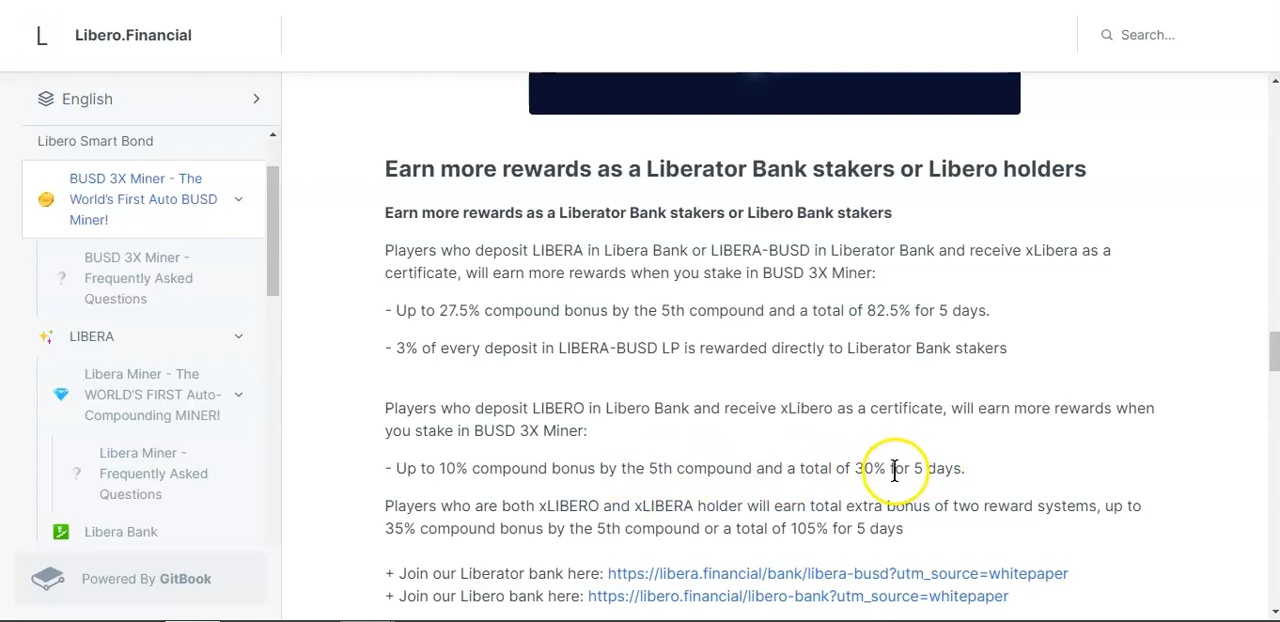 L Libero.Financial
Search...
English
Libero Smart Bond
BUSD 3X Miner - The
World's First Auto BUSD
Miner!
BUSD 3X Miner -
? Frequently Asked
Questions
LIBERA
Libera Miner - The
WORLD'S FIRST Auto-
Compounding MINER!
Libera Miner -
? Frequently Asked
Questions
Libera Bank
Powered By GitBook
Earn more rewards as a Liberator Bank stakers or Libero holders
Earn more rewards as a Liberator Bank stakers or Libero Bank stakers
Players who deposit LIBERA in Libera Bank or LIBERA-BUSD in Liberator Bank and receive xLibera as a
certificate, will earn more rewards when you stake in BUSD 3X Miner:
- Up to 27.5% compound bonus by the 5th compound and a total of 82.5% for 5 days.
- 3% of every deposit in LIBERA-BUSD LP is rewarded directly to Liberator Bank stakers
Players who deposit LIBERO in Libero Bank and receive xLibero as a certificate, will earn more rewards when
you stake in BUSD 3X Miner:
- Up to 10% compound bonus by the 5th compound and a total of 30% for 5 days.
Players who are both xLIBERO and xLIBERA holder will earn total extra bonus of two reward systems, up to
35% compound bonus by the 5th compound or a total of 105% for 5 days
+ Join our Liberator bank here: https://libera.financial/bank/libera-busd?utm_source=whitepaper
+ Join our Libero bank here: https://libero.financial/libero-bank?utm_source=whitepaper